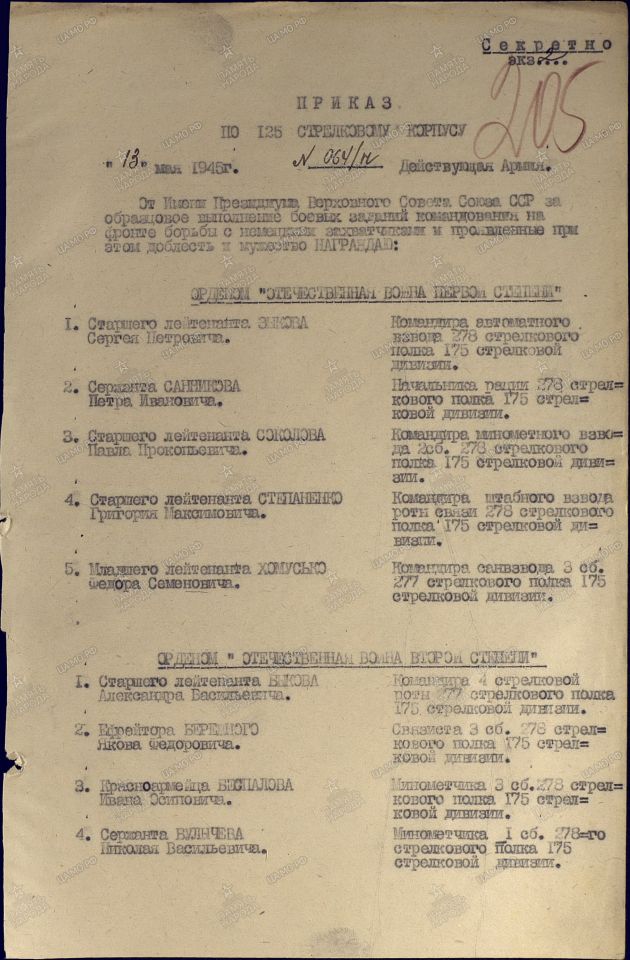 Секретно
экз. 2
205
ПРИКАЗ
ПО 125 СТРЕЛКОВОМУ КОРПУСУ
"13" мая 1945г. N 064/н Действующая Армия.
От Имени Президиума Верховного Совета Союза ССР за
образцовое выполнение боевых заданий командования на
фронте борьбы с немецкими захватчиками и проявленные при
этом доблесть и мужество НАГРАЖДАЮ:
ОРДЕНОМ "ОТЕЧЕСТВЕННАЯ ВОЙНА ПЕРВОЙ СТЕПЕНИ"
1. Старшего лейтенанта ЗЫКОВА
Сергея Петровича.
Командира автоматного
взвода 278 стрелкового
полка 175 стрелковой
дивизии.
2. Сержанта САННИКОВА
Петра Ивановича.
Начальника рации 278 стрел=
кового полка 175 стрел=
ковой дивизии.
3. Старшего лейтенанта СОКОЛОВА
Павла Прокопьевича.
Командира минометного взво=
да 2сб. 278 стрелкового
полка 175 стрелковой диви=
зии.
4. Старшего лейтенанта СТЕПАНЕНКО
Григория Максимовича.
Командира штабного взвода
роты связи 278 стрелкового
полка 175 стрелковой ди=
визии.
5. Младшего лейтенанта ХОМУСЬКО
Федора Семеновича.
Командира санвзвода 3 сб.
277 стрелкового полка 175
стрелковой дивизии.
ОРДЕНОМ " ОТЕЧЕСТВЕННАЯ ВОЙНА ВТОРОЙ СТЕПЕНИ"
1. Старшего лейтенанта БЫКОВА
Александра Васильевича.
Командира 4 стрелковой
роты 277 стрелкового полка
175 стрелковой дивизии.
2. Ефрейтора БЕРЕЖНОГО
Якова Федоровича.
Связиста 3 сб. 278 стрел=
кового полка 175 стрел=
ковой дивизии.
3. Красноармейца БЕСПАЛОВА
Ивана Осиповича.
Минометчика 3 сб.278 стрел=
кового полка 175 стрел=
ковой дивизии.
4. Сержанта ВУЛЫЧЕВА
Николая Васильевича.
Минометчика 1 сб. 278=го
стрелкового полка 175
стрелковой дивизии.